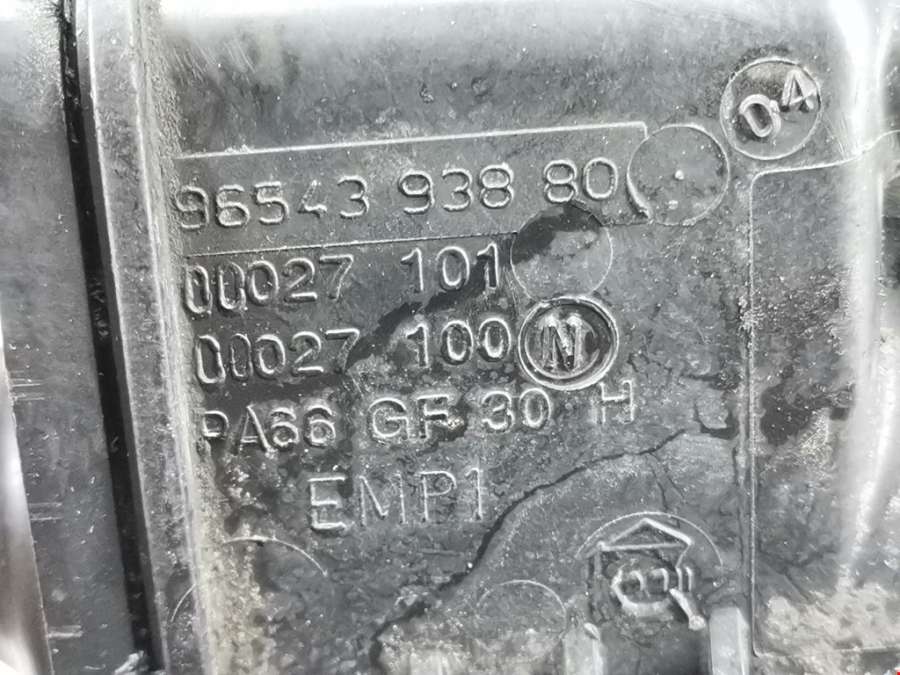 04
96543 938 80
00027 101
00027 100 N
PA66 GF 30 H
EMP1